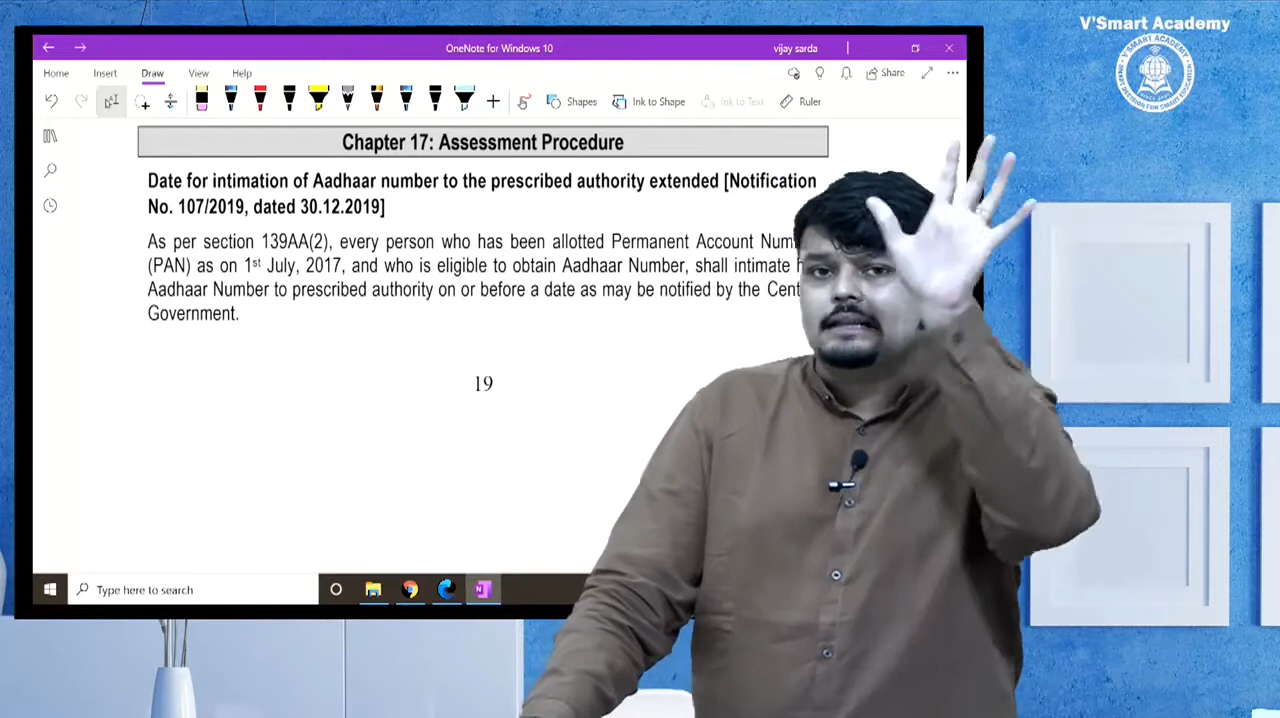 V'Smart Academy
V'SMART ACADEMY
OneNote for Windows 10
vijay sarda
Home Insert Draw View Help
Share
Shapes Ink to Shape Ink to Text Ruler
Chapter 17: Assessment Procedure
Date for intimation of Aadhaar number to the prescribed authority extended [Notification
No. 107/2019, dated 30.12.2019]
As per section 139AA(2), every person who has been allotted Permanent Account
(PAN) as on 1st July, 2017, and who is eligible to obtain Aadhaar Number, shall intimate
Aadhaar Number to prescribed authority on or before a date as may be notified by the
Government.
19
Type here to search